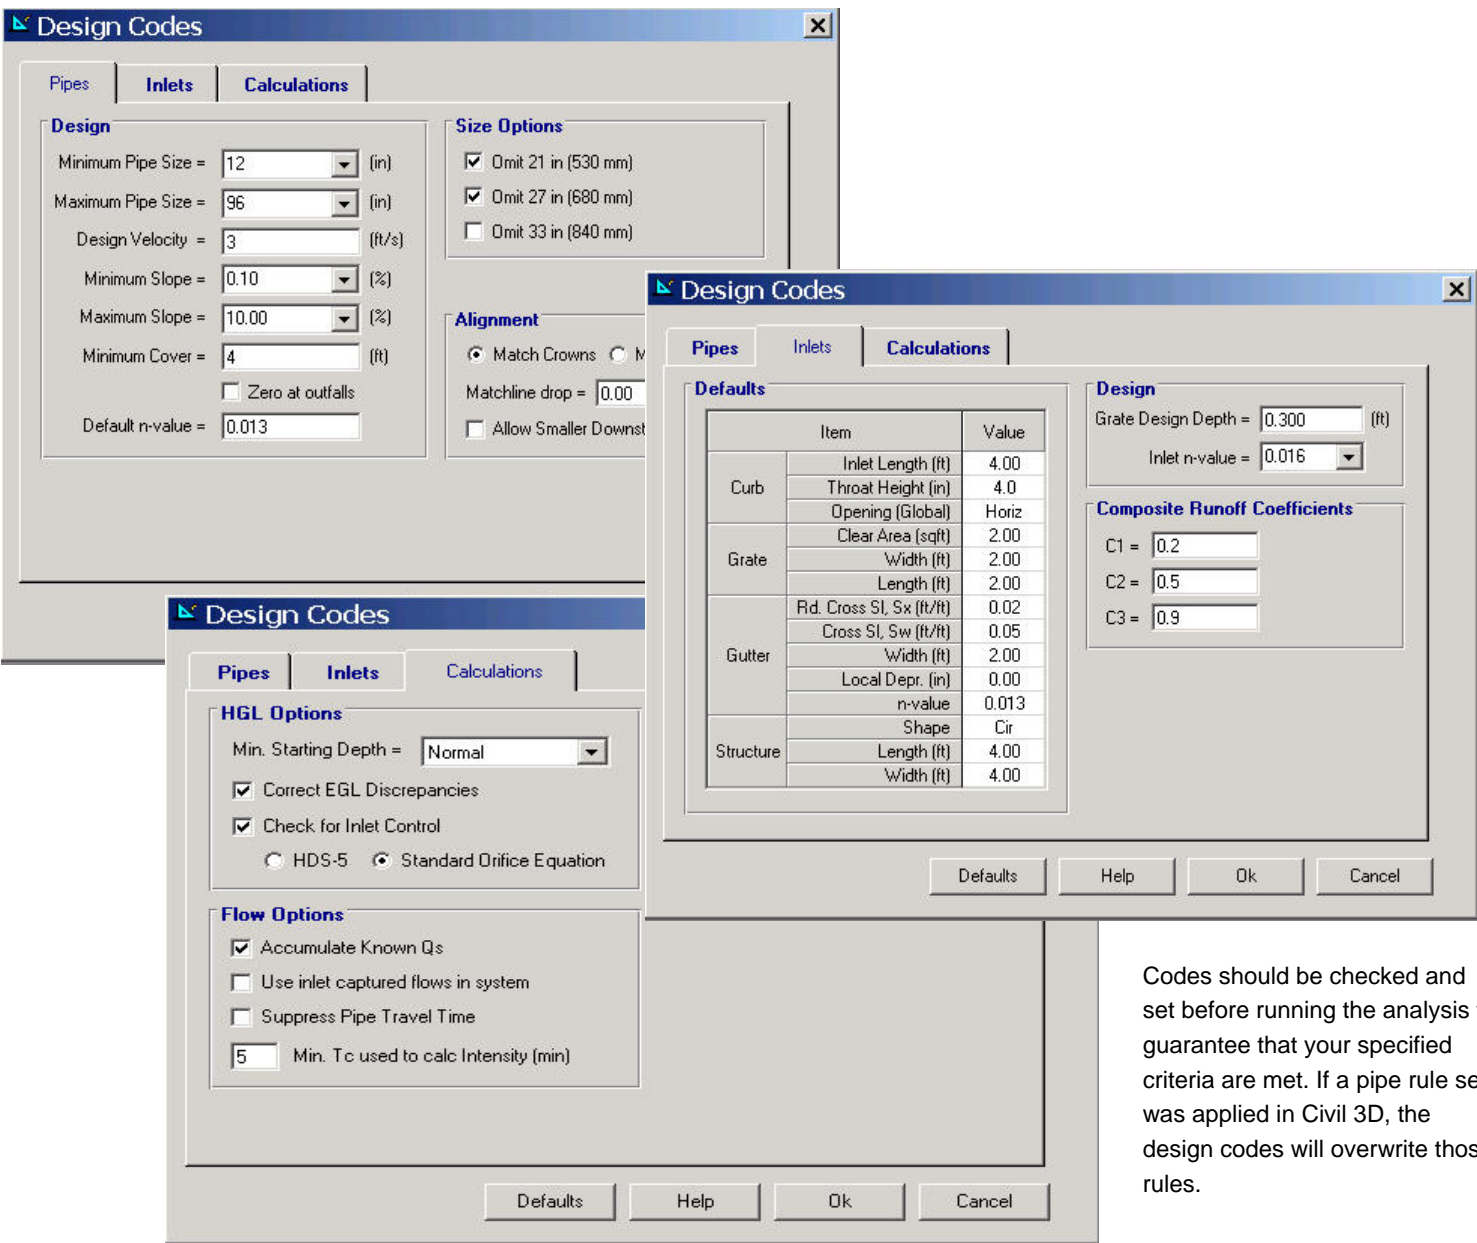 Design Codes
Pipes Inlets Calculations
Design
Minimum Pipe Size = 12 (in)
Maximum Pipe Size = 96 (in)
Design Velocity = 3 (ft/s)
Minimum Slope = 0.10 (%)
Maximum Slope = 10.00 (%)
Minimum Cover = 4 (ft)
Zero at outfalls
Default n-value = 0.013
Size Options
Omit 21 in (530 mm)
Omit 27 in (680 mm)
Omit 33 in (840 mm)
Alignment
Match Crowns M
Matchline drop = 0.00
Allow Smaller Downst
Design Codes
Pipes Inlets Calculations
Defaults
Item Value
Curb
Inlet Length (ft) 4.00
Throat Height (in) 4.0
Opening (Global) Horiz
Grate
Clear Area (sqft) 2.00
Width (ft) 2.00
Length (ft) 2.00
Gutter
Rd. Cross Sl, Sx (ft/ft) 0.02
Cross Sl, Sw (ft/ft) 0.05
Width (ft) 2.00
Local Depr. (in) 0.00
n-value 0.013
Structure
Shape Cir
Length (ft) 4.00
Width (ft) 4.00
Design
Grate Design Depth = 0.300 (ft)
Inlet n-value = 0.016
Composite Runoff Coefficients
C1 = 0.2
C2 = 0.5
C3 = 0.9
Defaults Help Ok Cancel
Design Codes
Pipes Inlets Calculations
HGL Options
Min. Starting Depth = Normal
Correct EGL Discrepancies
Check for Inlet Control
HDS-5 Standard Orifice Equation
Flow Options
Accumulate Known Qs
Use inlet captured flows in system
Suppress Pipe Travel Time
5 Min. Tc used to calc Intensity (min)
Defaults Help Ok Cancel
Codes should be checked and
set before running the analysis
guarantee that your specified
criteria are met. If a pipe rule se
was applied in Civil 3D, the
design codes will overwrite thos
rules.